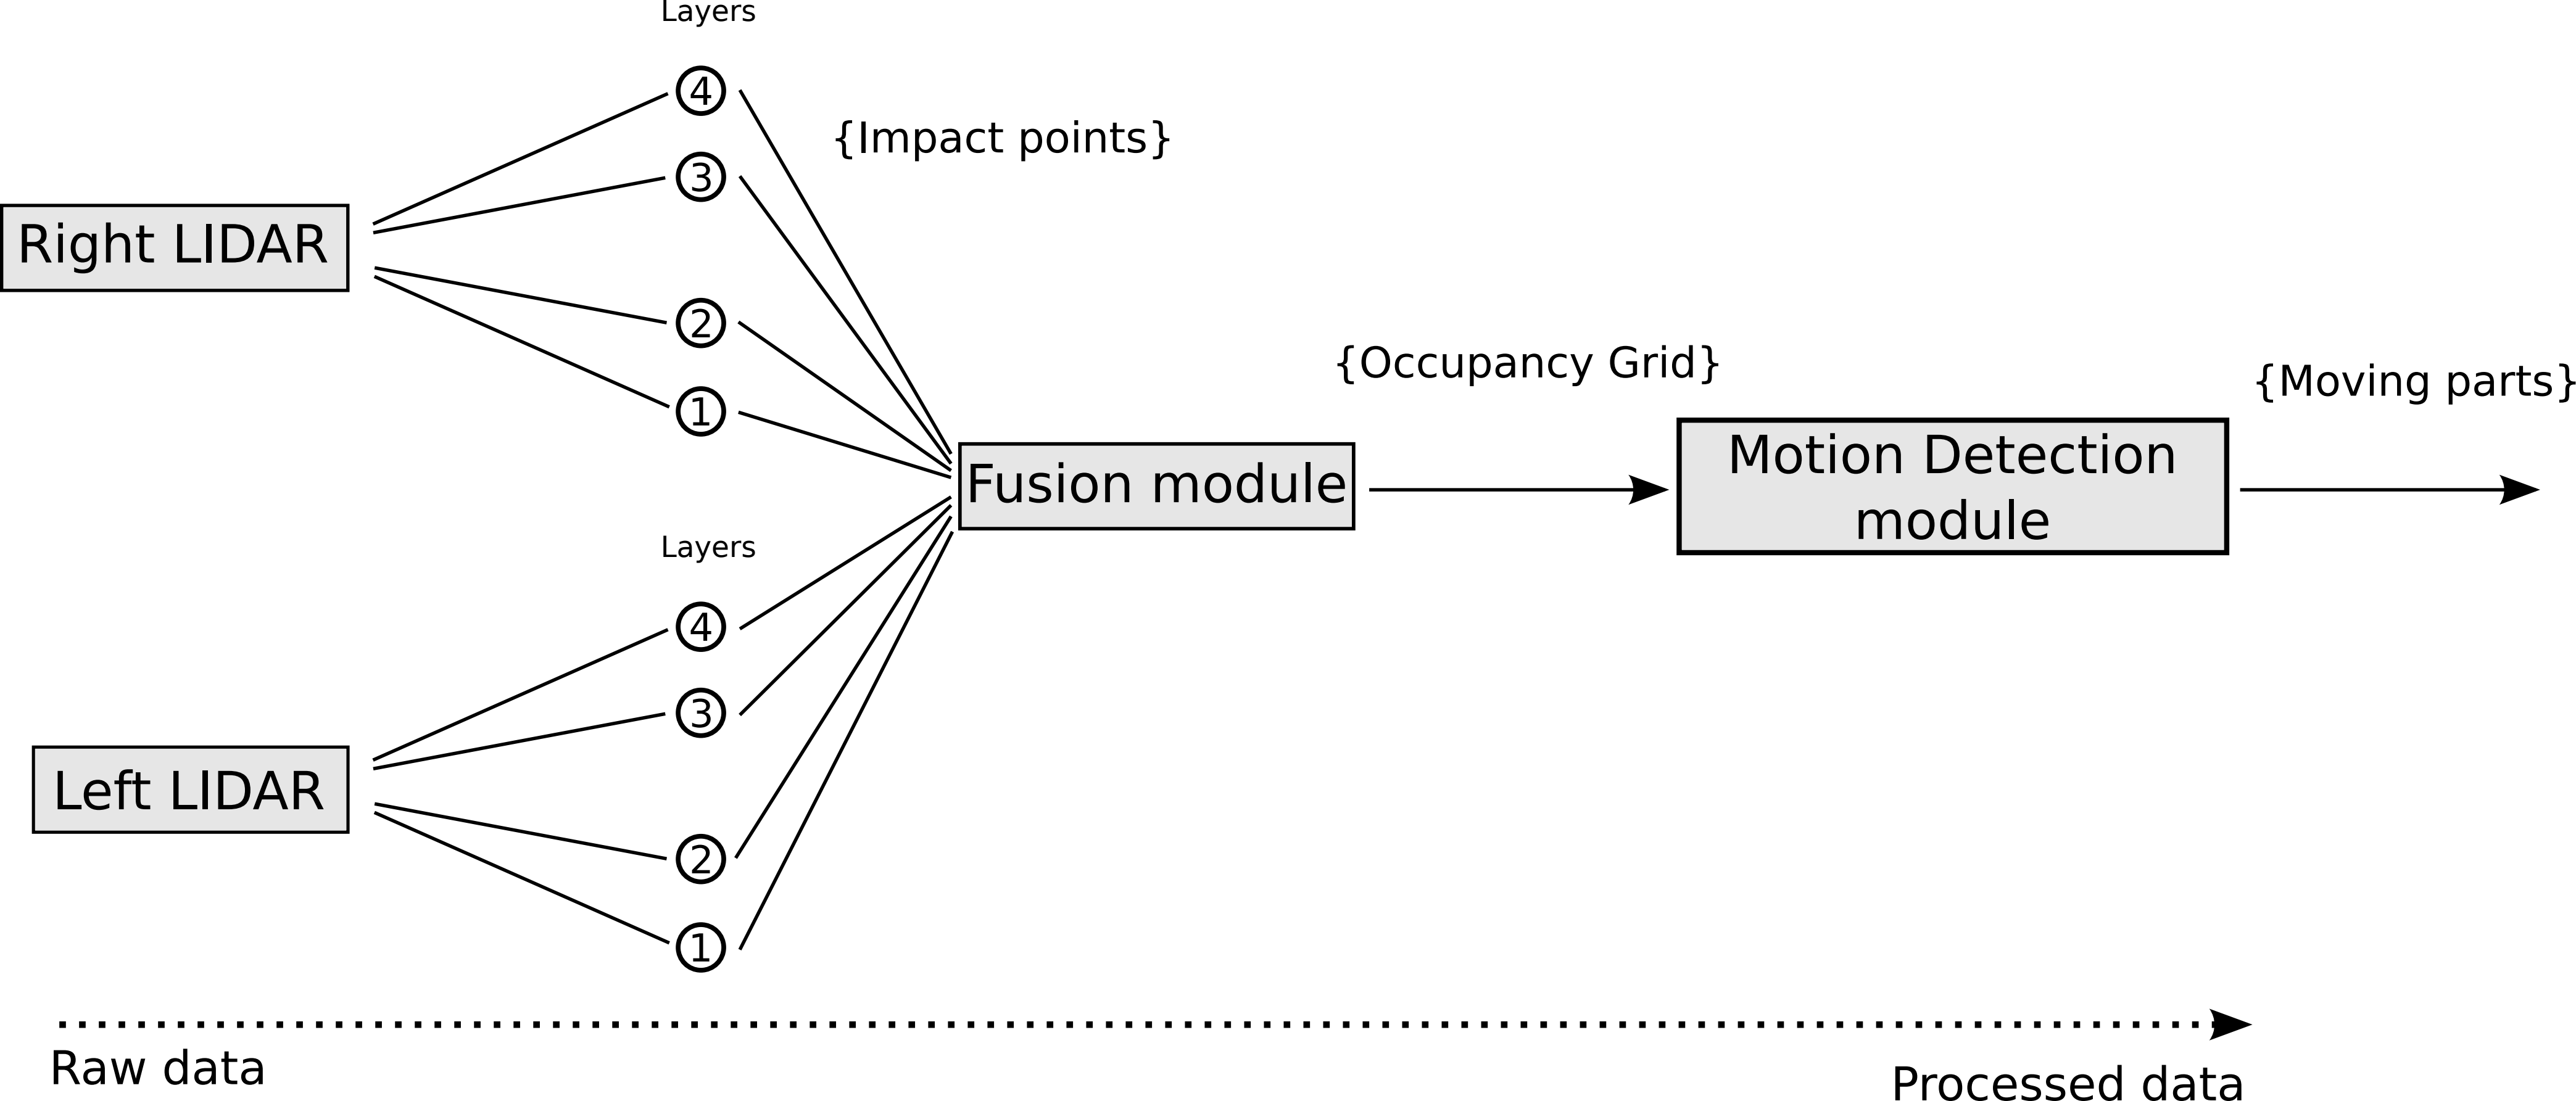 Layers
4
{Impact points}
3
Right LIDAR
2
1
{Occupancy Grid}
{Moving parts}
Fusion module
Motion Detection
module
Layers
4
3
Left LIDAR
2
1
Raw data
Processed data